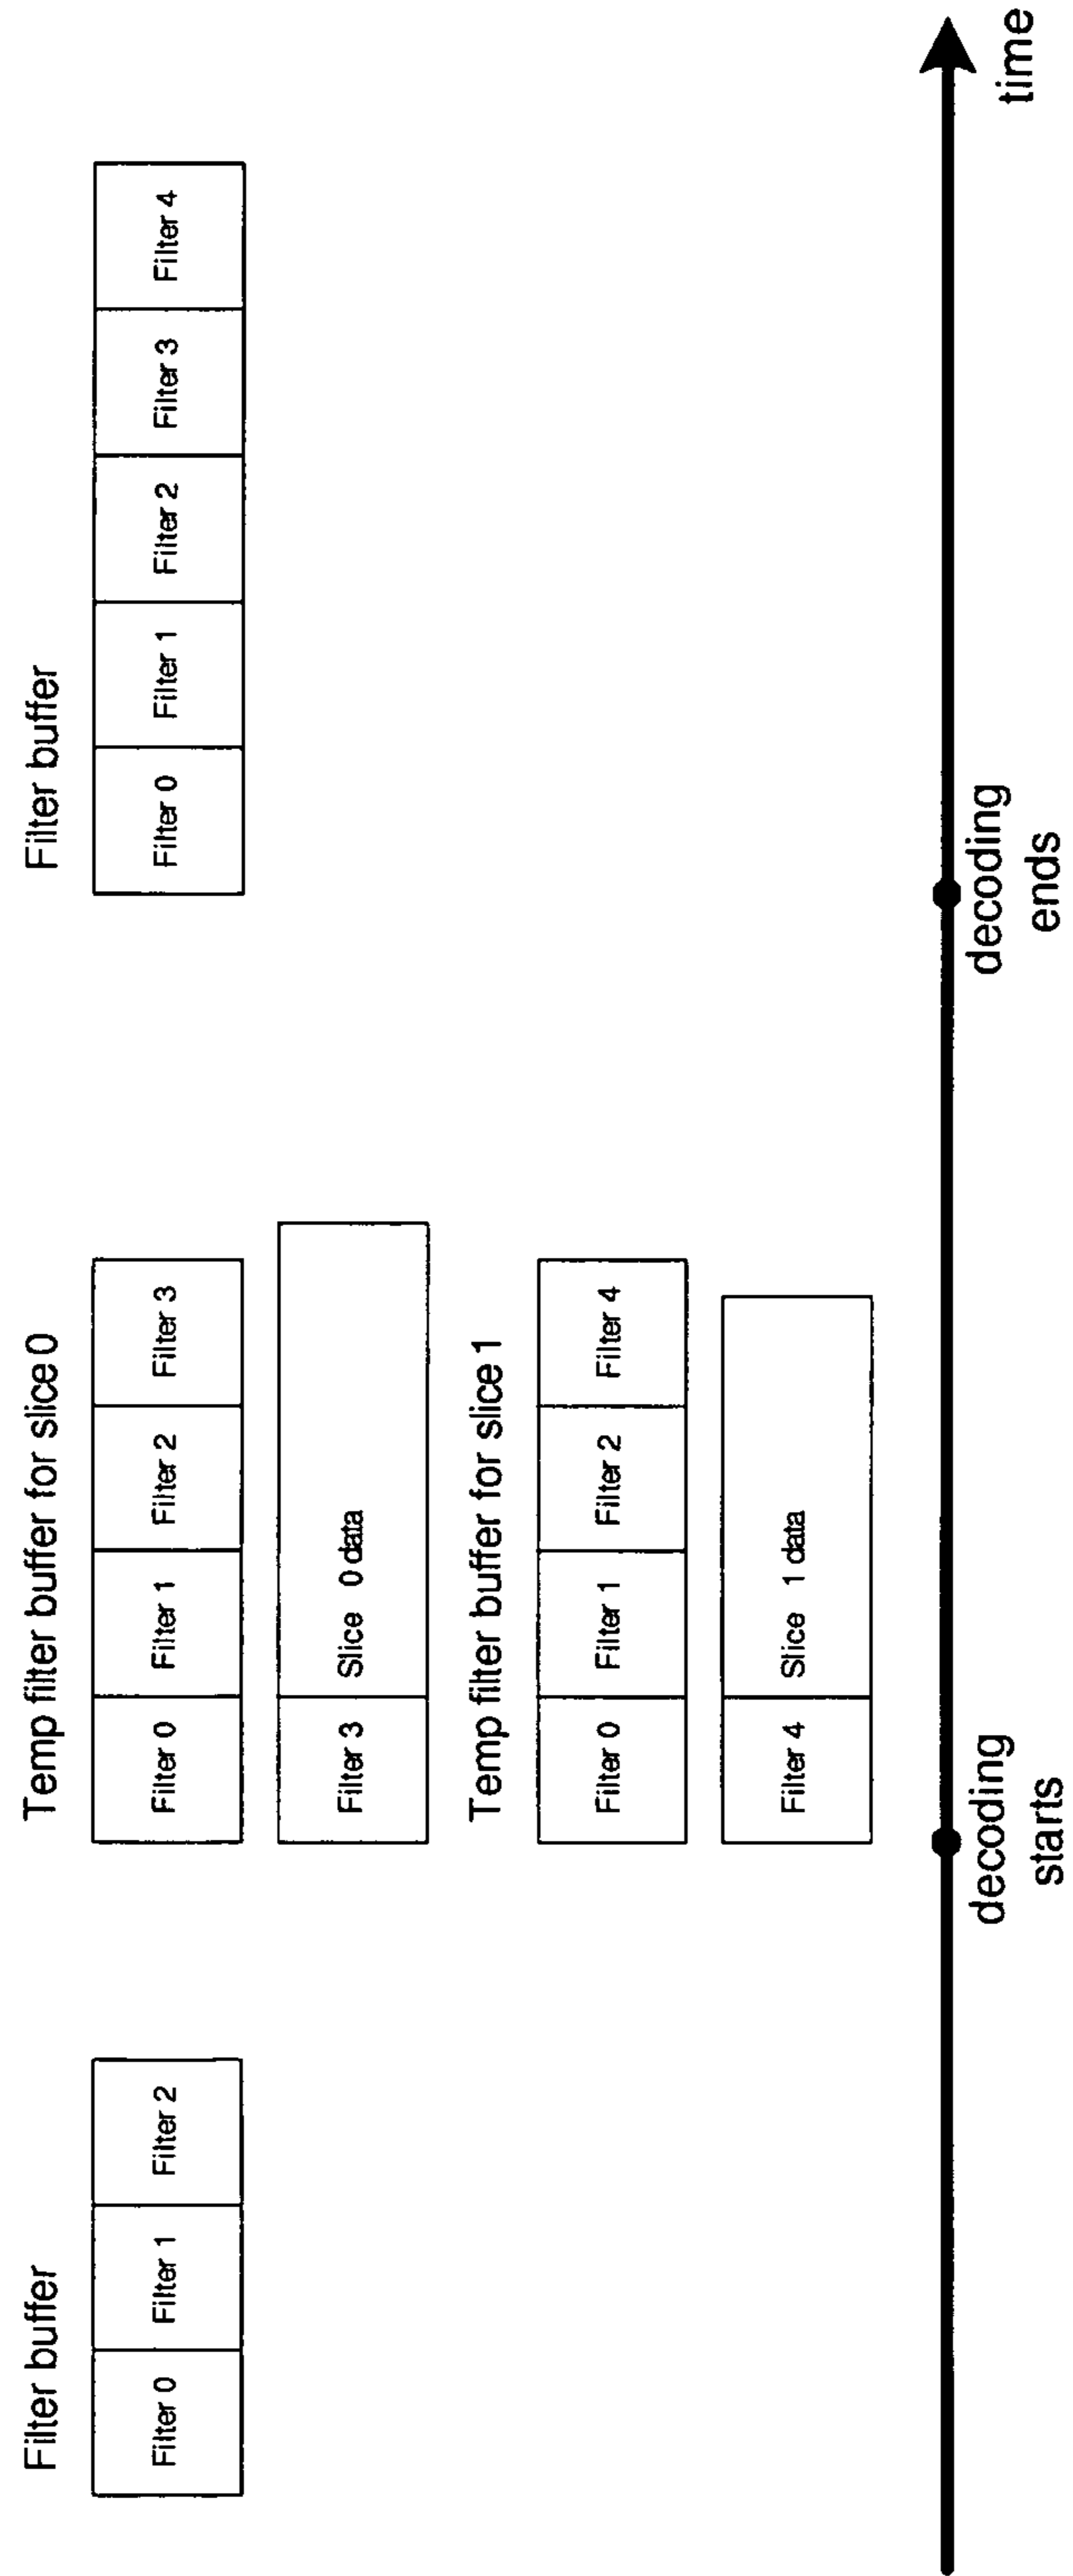 Filter buffer
Filter 0
Filter 1
Filter 2
Temp filter buffer for slice 0
Filter 0
Filter 1
Filter 2
Filter 3
Filter 3
Slice 0 data
Temp filter buffer for slice 1
Filter 0
Filter 1
Filter 2
Filter 4
Filter 4
Slice 1 data
Filter buffer
Filter 0
Filter 1
Filter 2
Filter 3
Filter 4
decoding
starts
decoding
ends
time